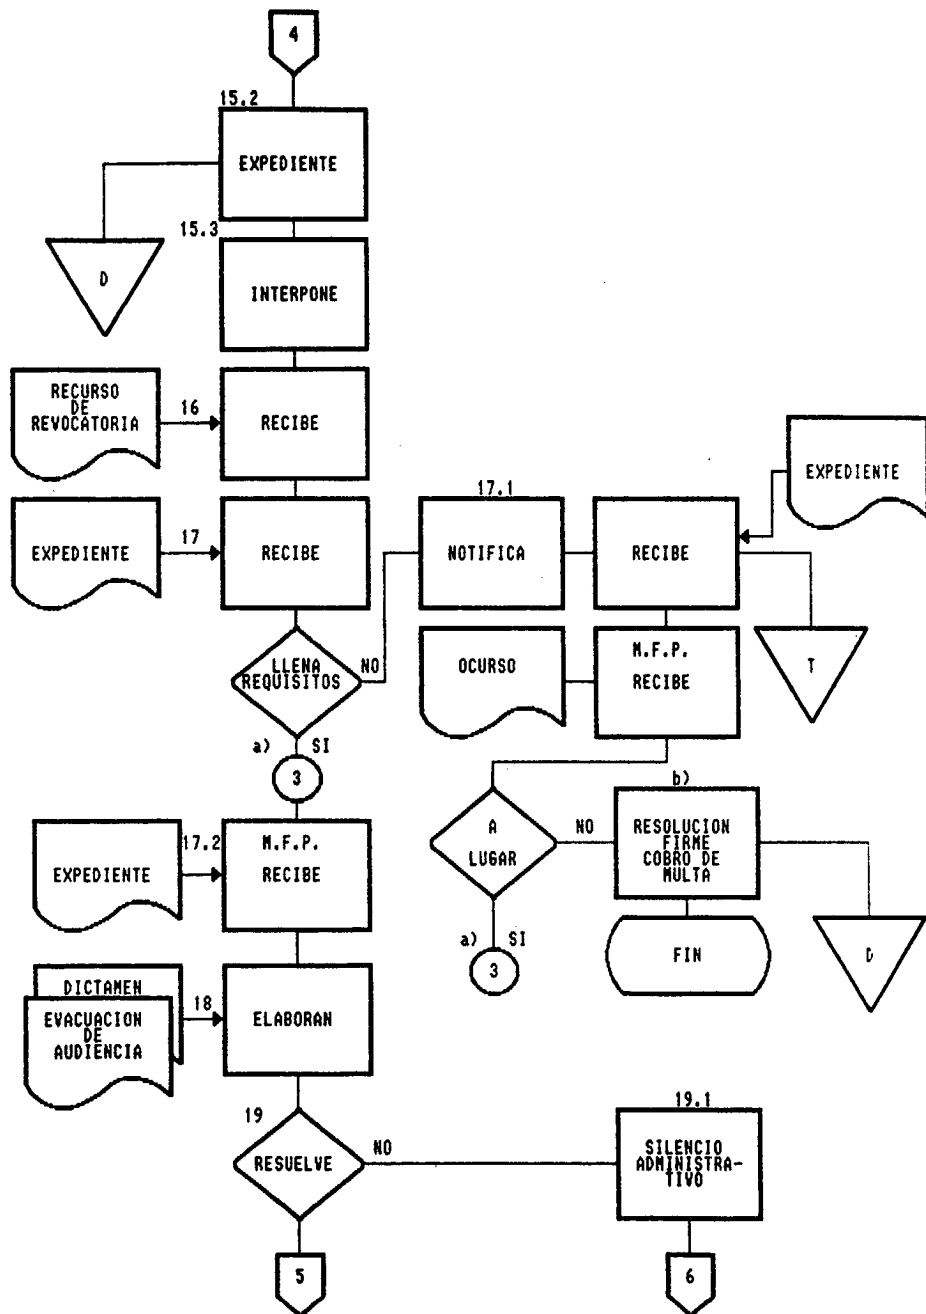 4
15.2
EXPEDIENTE
D
15.3
INTERPONE
RECURSO
DE
REVOCATORIA
16
RECIBE
EXPEDIENTE
17
RECIBE
17.1
NOTIFICA
RECIBE
EXPEDIENTE
LLENA
REQUISITOS
NO
OCURSO
M.F.P.
RECIBE
T
a) SI
3
b)
A
LUGAR
NO
RESOLUCION
FIRME
COBRO DE
MULTA
EXPEDIENTE
17.2
M.F.P.
RECIBE
a) SI
3
FIN
D
DICTAMEN
EVACUACION
DE
AUDIENCIA
18
ELABORAN
19
RESUELVE
NO
19.1
SILENCIO
ADMINISTRA-
TIVO
5
6